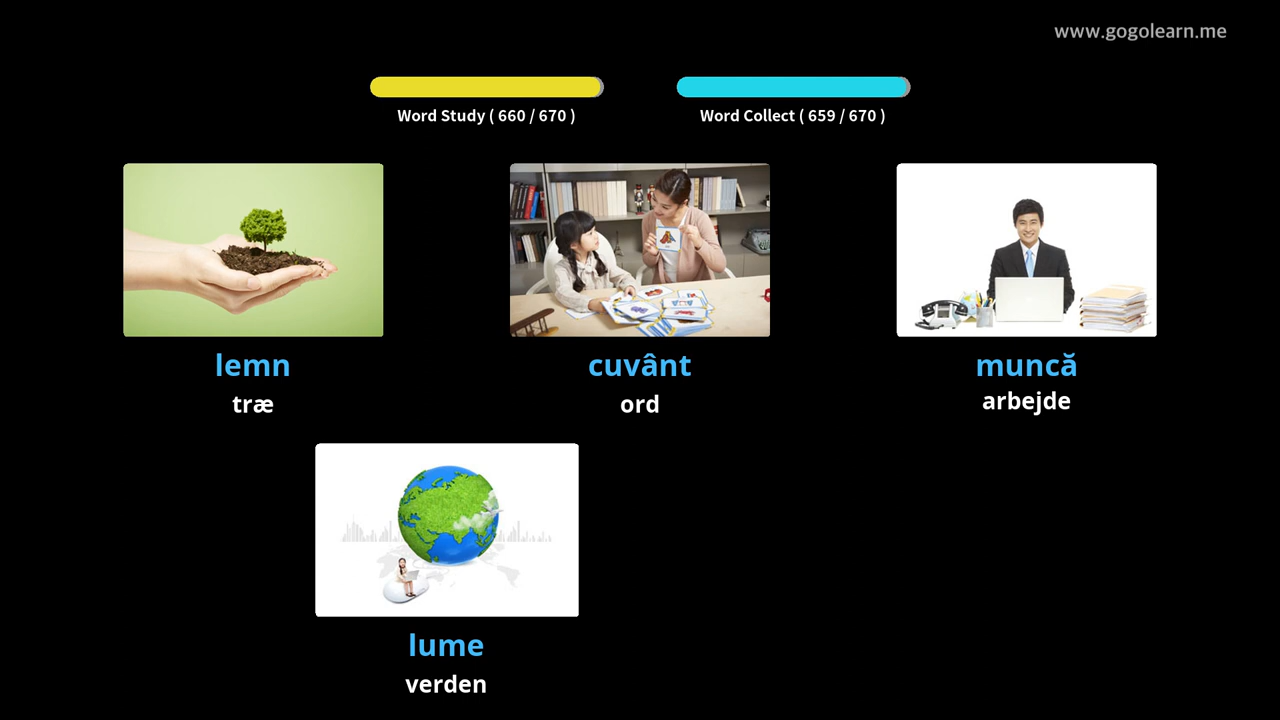 www.gogolearn.me
Word Study ( 660 / 670 )
Word Collect ( 659 / 670 )
lemn
træ
cuvânt
ord
muncă
arbejde
lume
verden